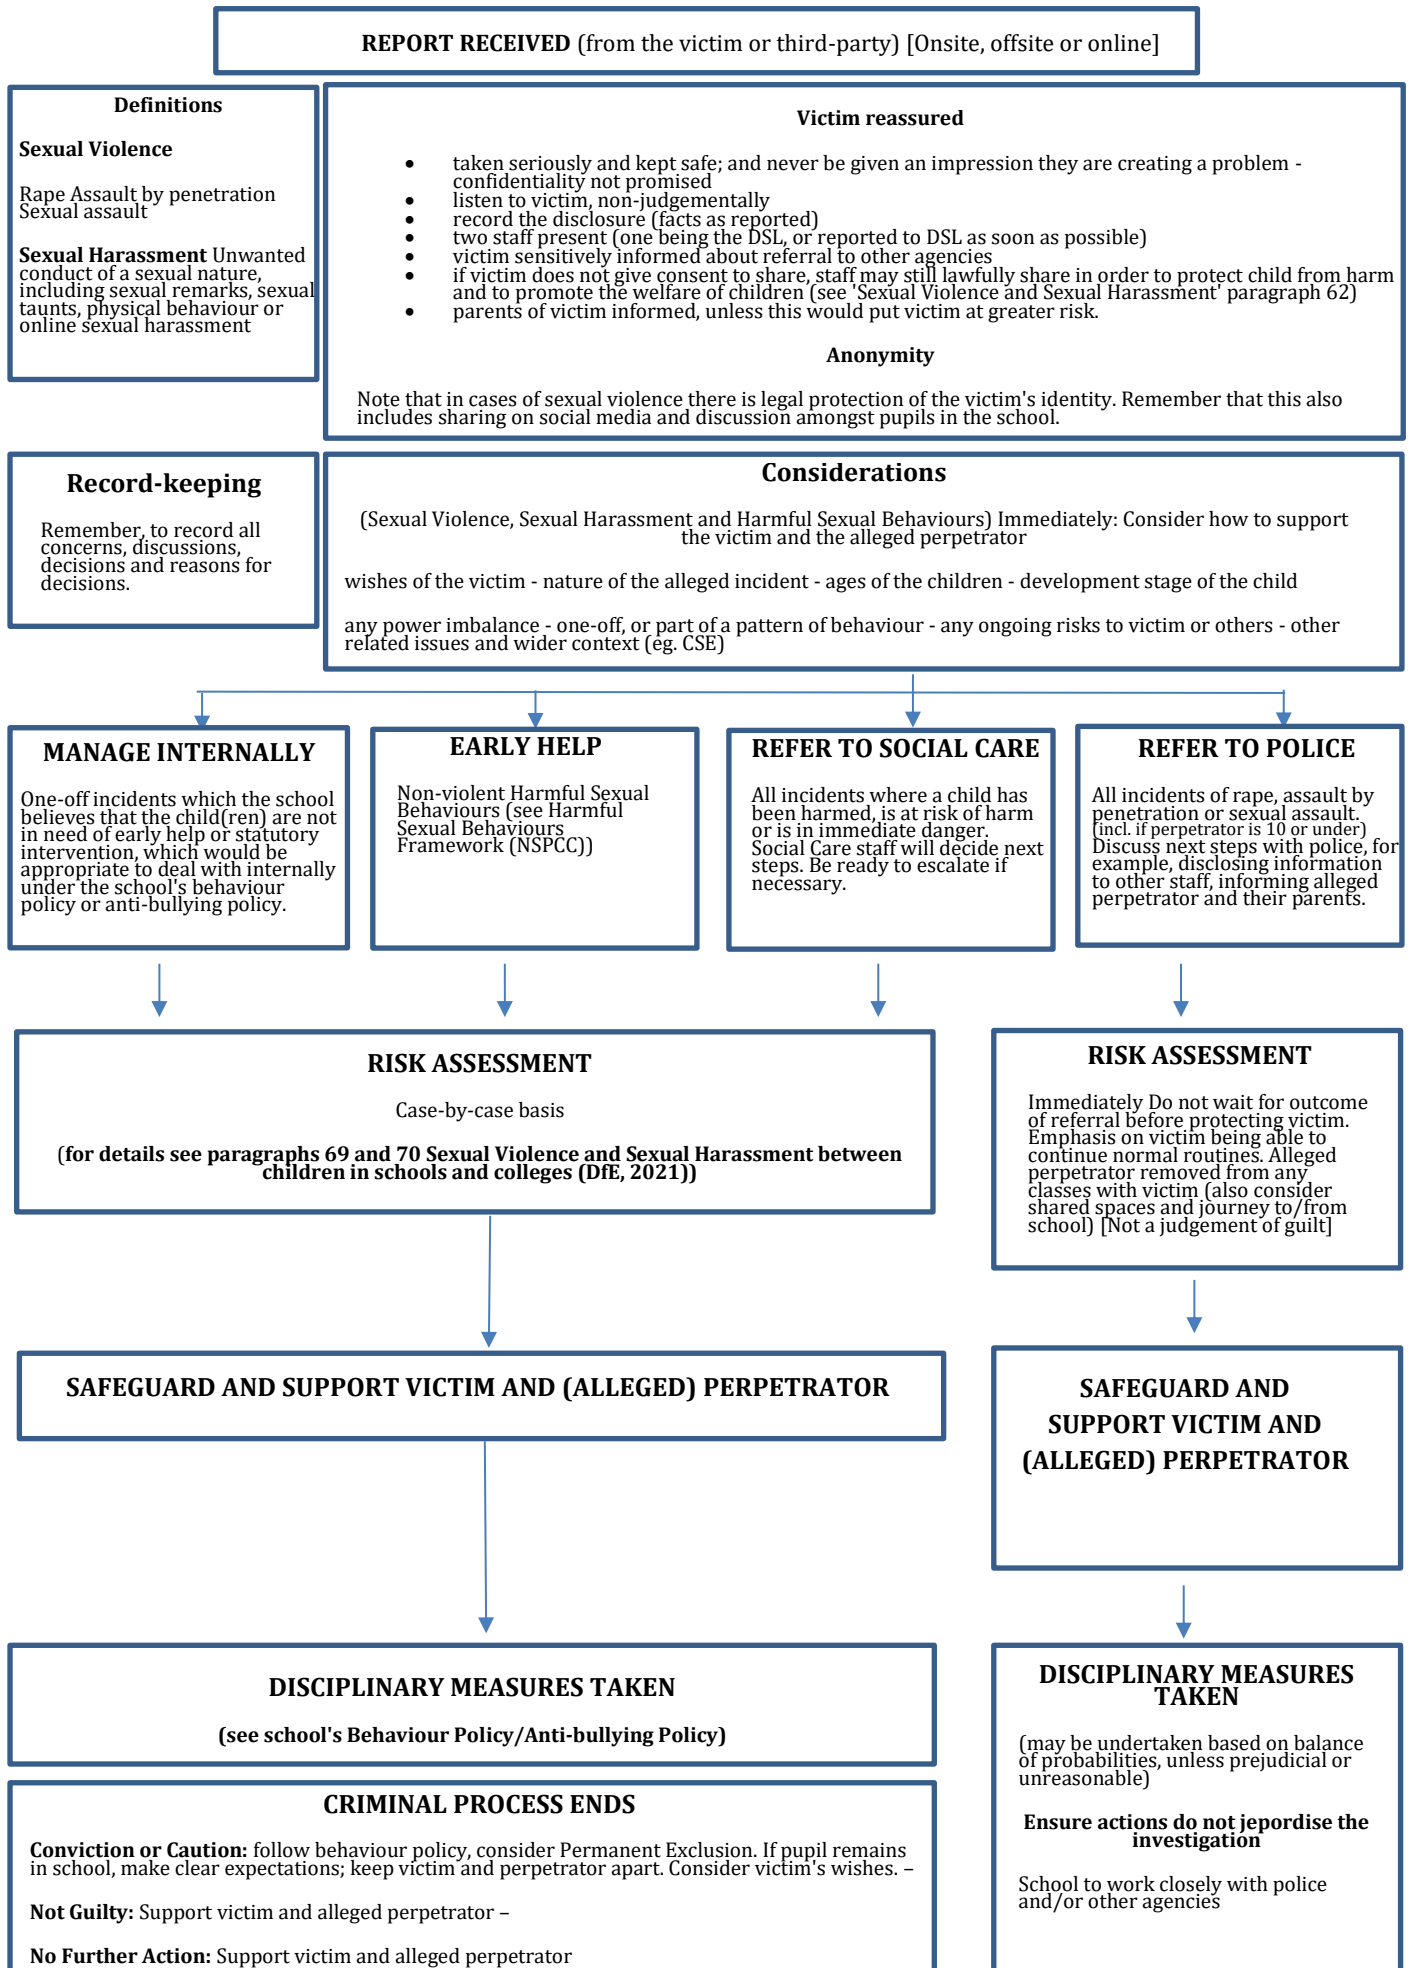 REPORT RECEIVED (from the victim or third-party) [Onsite, offsite or online]
Definitions
Sexual Violence
Rape Assault by penetration
Sexual assault
Sexual Harassment Unwanted
conduct of a sexual nature,
including sexual remarks, sexual
taunts, physical behaviour or
online sexual harassment
Victim reassured
• taken seriously and kept safe; and never be given an impression they are creating a problem -
confidentiality not promised
• listen to victim, non-judgementally
• record the disclosure (facts as reported)
• two staff present (one being the DSL, or reported to DSL as soon as possible)
• victim sensitively informed about referral to other agencies
• if victim does not give consent to share, staff may still lawfully share in order to protect child from harm
and to promote the welfare of children (see 'Sexual Violence and Sexual Harassment' paragraph 62)
• parents of victim informed, unless this would put victim at greater risk.
Anonymity
Note that in cases of sexual violence there is legal protection of the victim's identity. Remember that this also
includes sharing on social media and discussion amongst pupils in the school.
Record-keeping
Remember, to record all
concerns, discussions,
decisions and reasons for
decisions.
Considerations
(Sexual Violence, Sexual Harassment and Harmful Sexual Behaviours) Immediately: Consider how to support
the victim and the alleged perpetrator
wishes of the victim - nature of the alleged incident - ages of the children - development stage of the child
any power imbalance - one-off, or part of a pattern of behaviour - any ongoing risks to victim or others - other
related issues and wider context (eg. CSE)
MANAGE INTERNALLY
One-off incidents which the school
believes that the child(ren) are not
in need of early help or statutory
intervention, which would be
appropriate to deal with internally
under the school's behaviour
policy or anti-bullying policy.
EARLY HELP
Non-violent Harmful Sexual
Behaviours (see Harmful
Sexual Behaviours
Framework (NSPCC))
REFER TO SOCIAL CARE
All incidents where a child has
been harmed, is at risk of harm
or is in immediate danger.
Social Care staff will decide next
steps. Be ready to escalate if
necessary.
REFER TO POLICE
All incidents of rape, assault by
penetration or sexual assault.
(incl. if perpetrator is 10 or under)
Discuss next steps with police, for
example, disclosing information
to other staff, informing alleged
perpetrator and their parents.
RISK ASSESSMENT
Case-by-case basis
(for details see paragraphs 69 and 70 Sexual Violence and Sexual Harassment between
children in schools and colleges (DfE, 2021))
RISK ASSESSMENT
Immediately Do not wait for outcome
of referral before protecting victim.
Emphasis on victim being able to
continue normal routines. Alleged
perpetrator removed from any
classes with victim (also consider
shared spaces and journey to/from
school) [Not a judgement of guilt]
SAFEGUARD AND SUPPORT VICTIM AND (ALLEGED) PERPETRATOR
SAFEGUARD AND
SUPPORT VICTIM AND
(ALLEGED) PERPETRATOR
DISCIPLINARY MEASURES TAKEN
(see school's Behaviour Policy/Anti-bullying Policy)
DISCIPLINARY MEASURES
TAKEN
(may be undertaken based on balance
of probabilities, unless prejudicial or
unreasonable)
Ensure actions do not jepordise the
investigation
School to work closely with police
and/or other agencies
CRIMINAL PROCESS ENDS
Conviction or Caution: follow behaviour policy, consider Permanent Exclusion. If pupil remains
in school, make clear expectations; keep victim and perpetrator apart. Consider victim's wishes. –
Not Guilty: Support victim and alleged perpetrator –
No Further Action: Support victim and alleged perpetrator